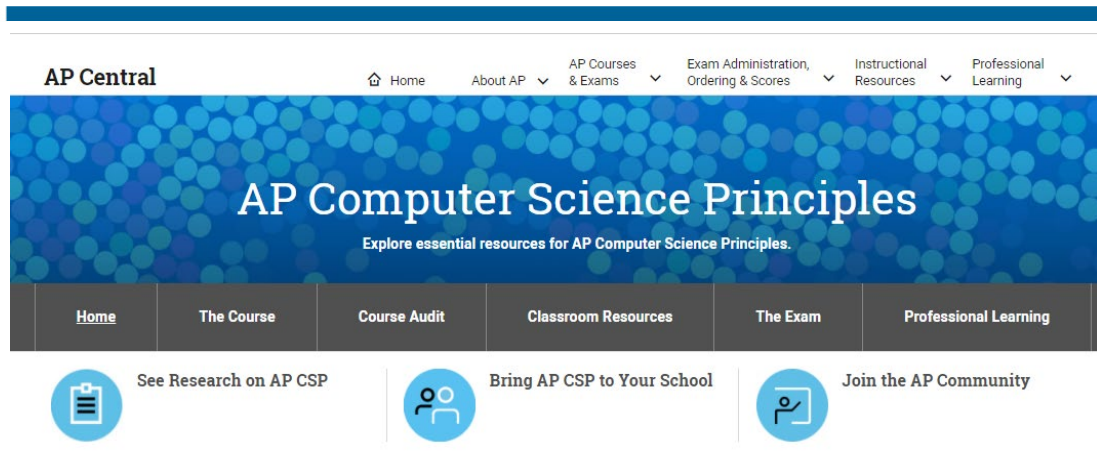 AP Central
Home
About AP
AP Courses
& Exams
Exam Administration,
Ordering & Scores
Instructional
Resources
Professional
Learning
AP Computer Science Principles
Explore essential resources for AP Computer Science Principles.
Home
The Course
Course Audit
Classroom Resources
The Exam
Professional Learning
See Research on AP CSP
Bring AP CSP to Your School
Join the AP Community